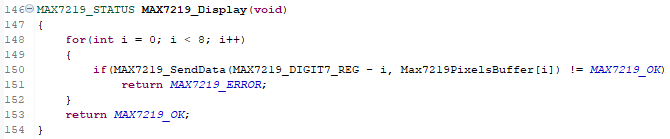 146 MAX7219_STATUS MAX7219_Display(void)
147 {
148     for(int i = 0; i < 8; i++)
149     {
150         if(MAX7219_SendData(MAX7219_DIGIT7_REG - i, Max7219PixelsBuffer[i]) != MAX7219_OK)
151             return MAX7219_ERROR;
152     }
153     return MAX7219_OK;
154 }